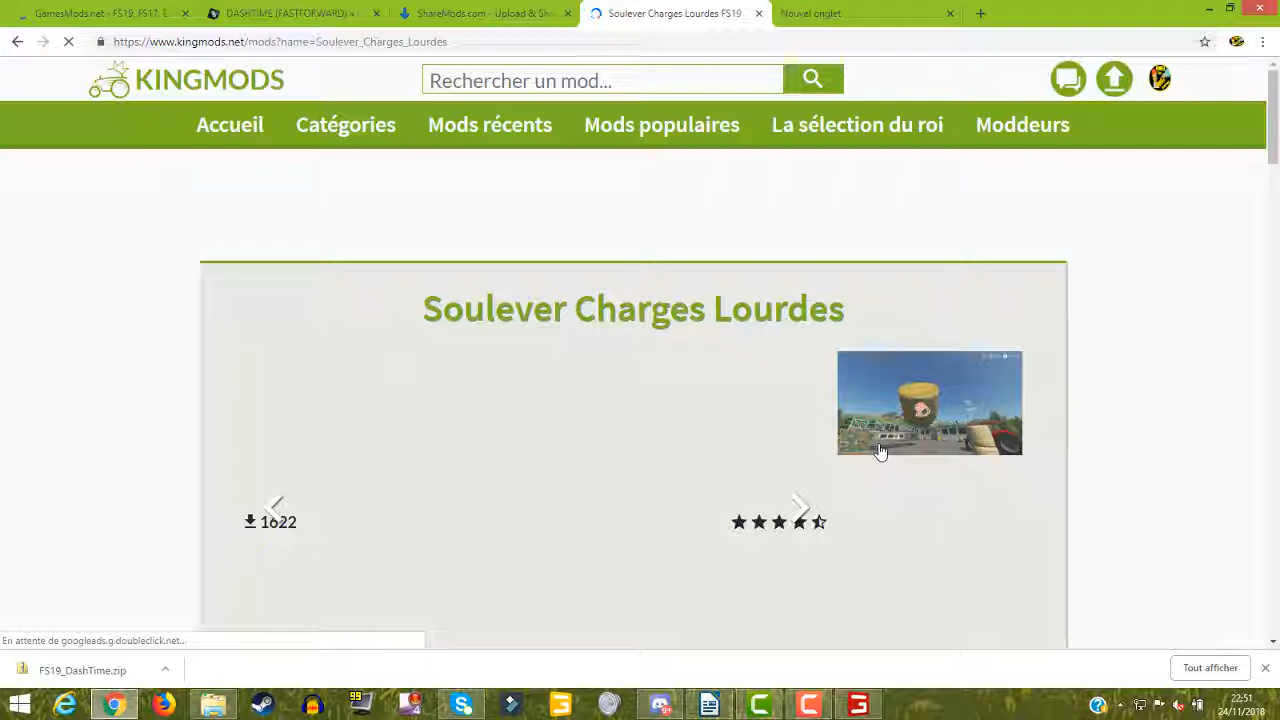 GamesMods.net - FS19, FS17, L
DASHTIME (FASTFORWARD) »
ShareMods.com - Upload & Sh
Soulever Charges Lourdes FS19
Nouvel onglet
https://www.kingmods.net/mods?name=Soulever_Charges_Lourdes
KINGMODS
Rechercher un mod...
Accueil
Catégories
Mods récents
Mods populaires
La sélection du roi
Moddeurs
Soulever Charges Lourdes
1622
En attente de googleads.g.doubleclick.net...
FS19_DashTime.zip
Tout afficher
99
4
9+
22:51
24/11/2018